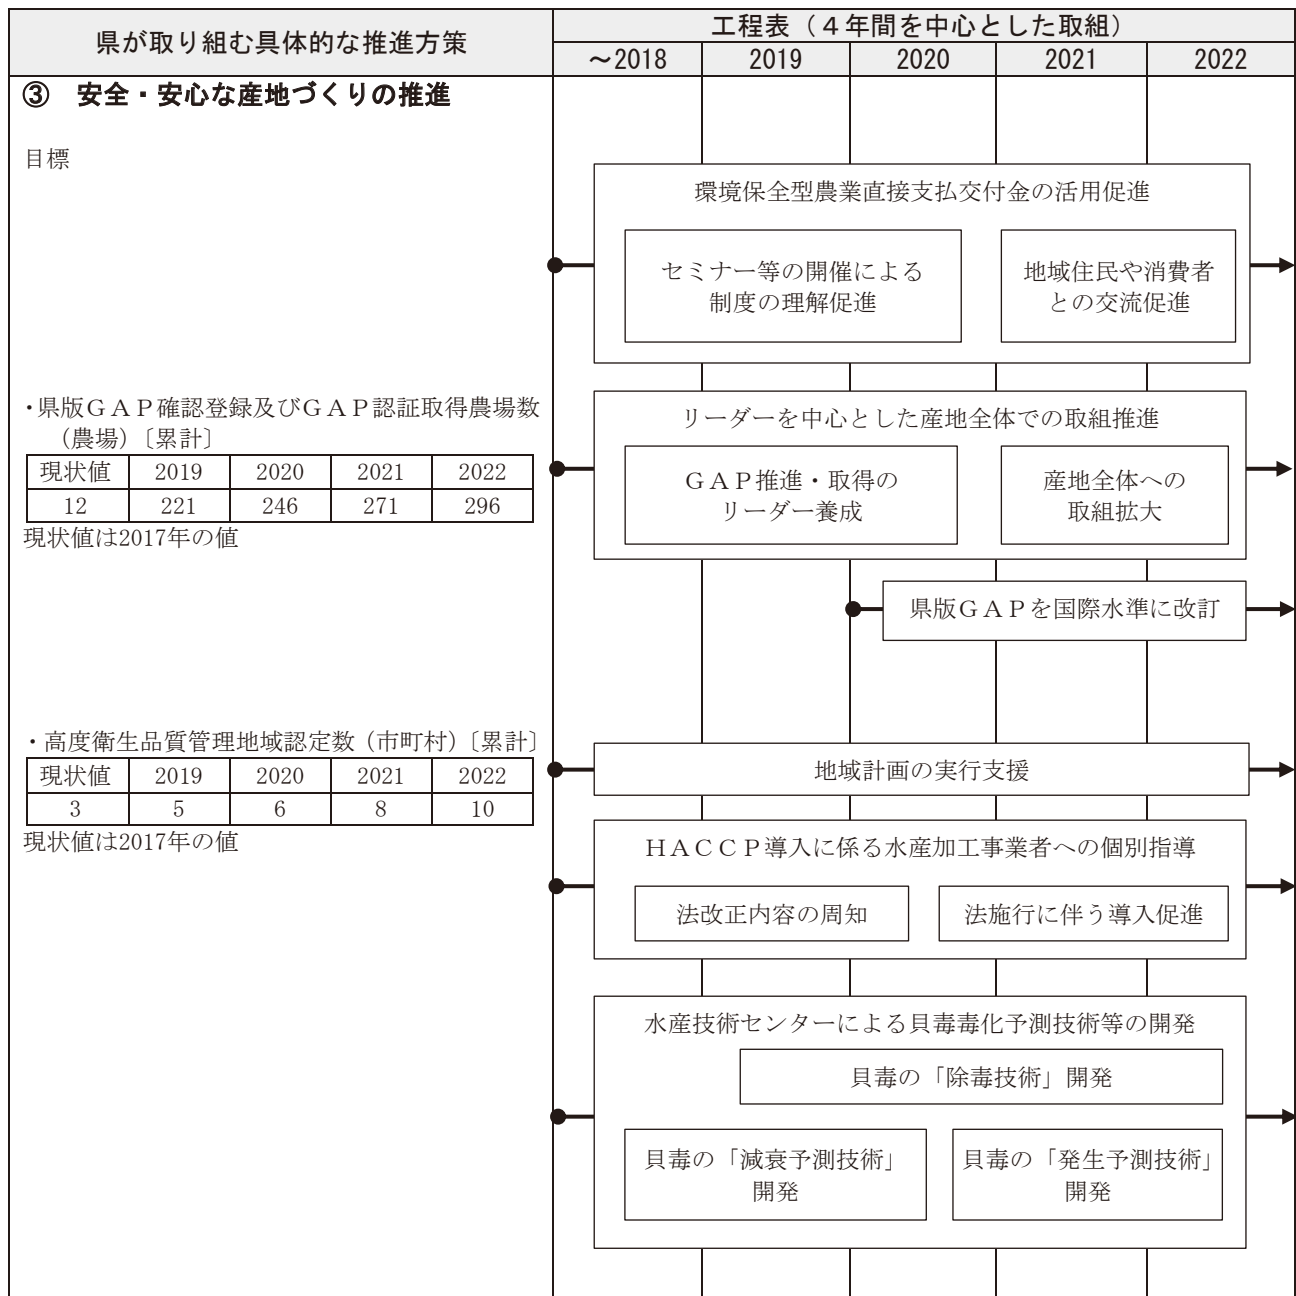 県が取り組む具体的な推進方策
工程表（４年間を中心とした取組）
～2018 2019 2020 2021 2022
③　安全・安心な産地づくりの推進
目標
環境保全型農業直接支払交付金の活用促進
セミナー等の開催による
制度の理解促進
地域住民や消費者
との交流促進
・県版ＧＡＰ確認登録及びＧＡＰ認証取得農場数
（農場）〔累計〕
現状値 2019 2020 2021 2022
12 221 246 271 296
現状値は2017年の値
リーダーを中心とした産地全体での取組推進
ＧＡＰ推進・取得の
リーダー養成
産地全体への
取組拡大
県版ＧＡＰを国際水準に改訂
・高度衛生品質管理地域認定数（市町村）〔累計〕
現状値 2019 2020 2021 2022
3 5 6 8 10
現状値は2017年の値
地域計画の実行支援
ＨＡＣＣＰ導入に係る水産加工事業者への個別指導
法改正内容の周知
法施行に伴う導入促進
水産技術センターによる貝毒毒化予測技術等の開発
貝毒の「除毒技術」開発
貝毒の「減衰予測技術」
開発
貝毒の「発生予測技術」
開発